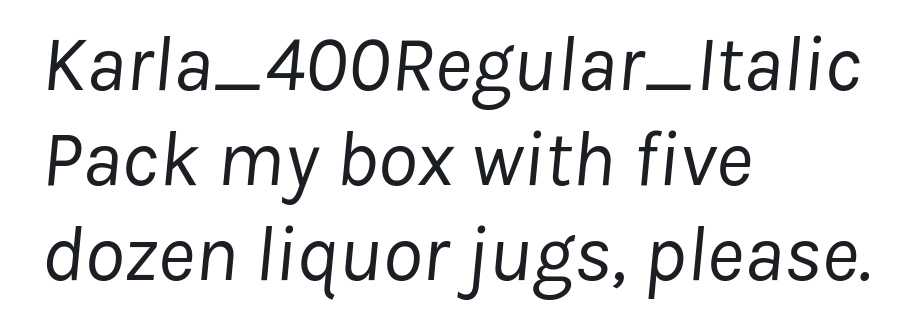 Karla_400Regular_Italic
Pack my box with five
dozen liquor jugs, please.